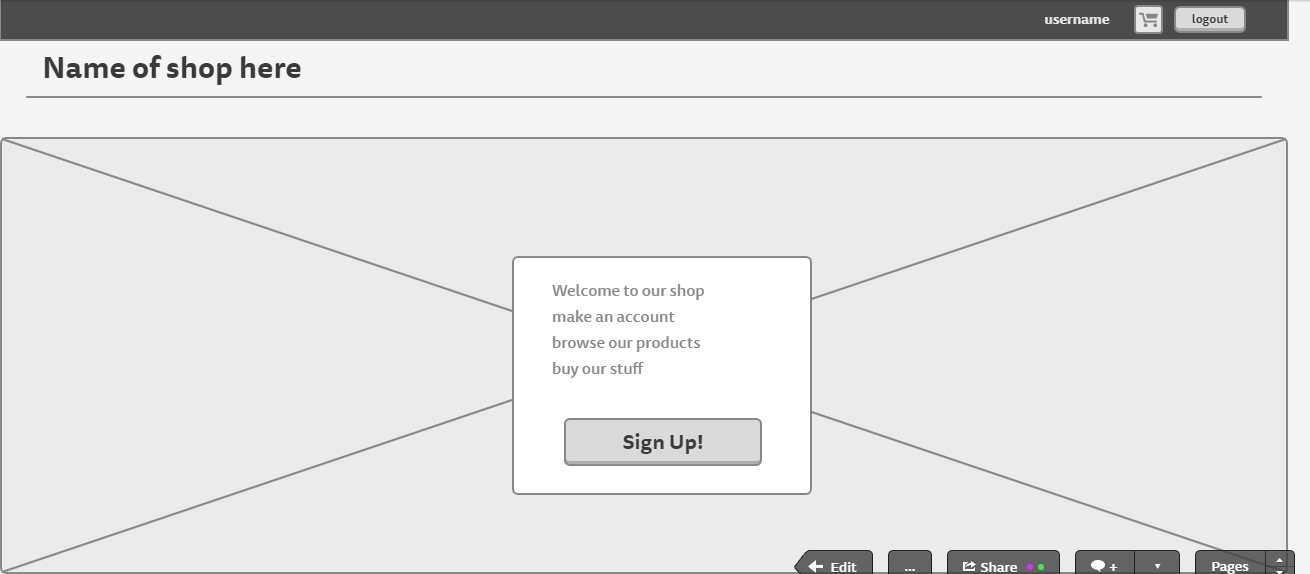 username
logout
Name of shop here
Welcome to our shop
make an account
browse our products
buy our stuff
Sign Up!
Edit
...
Share
+
Pages